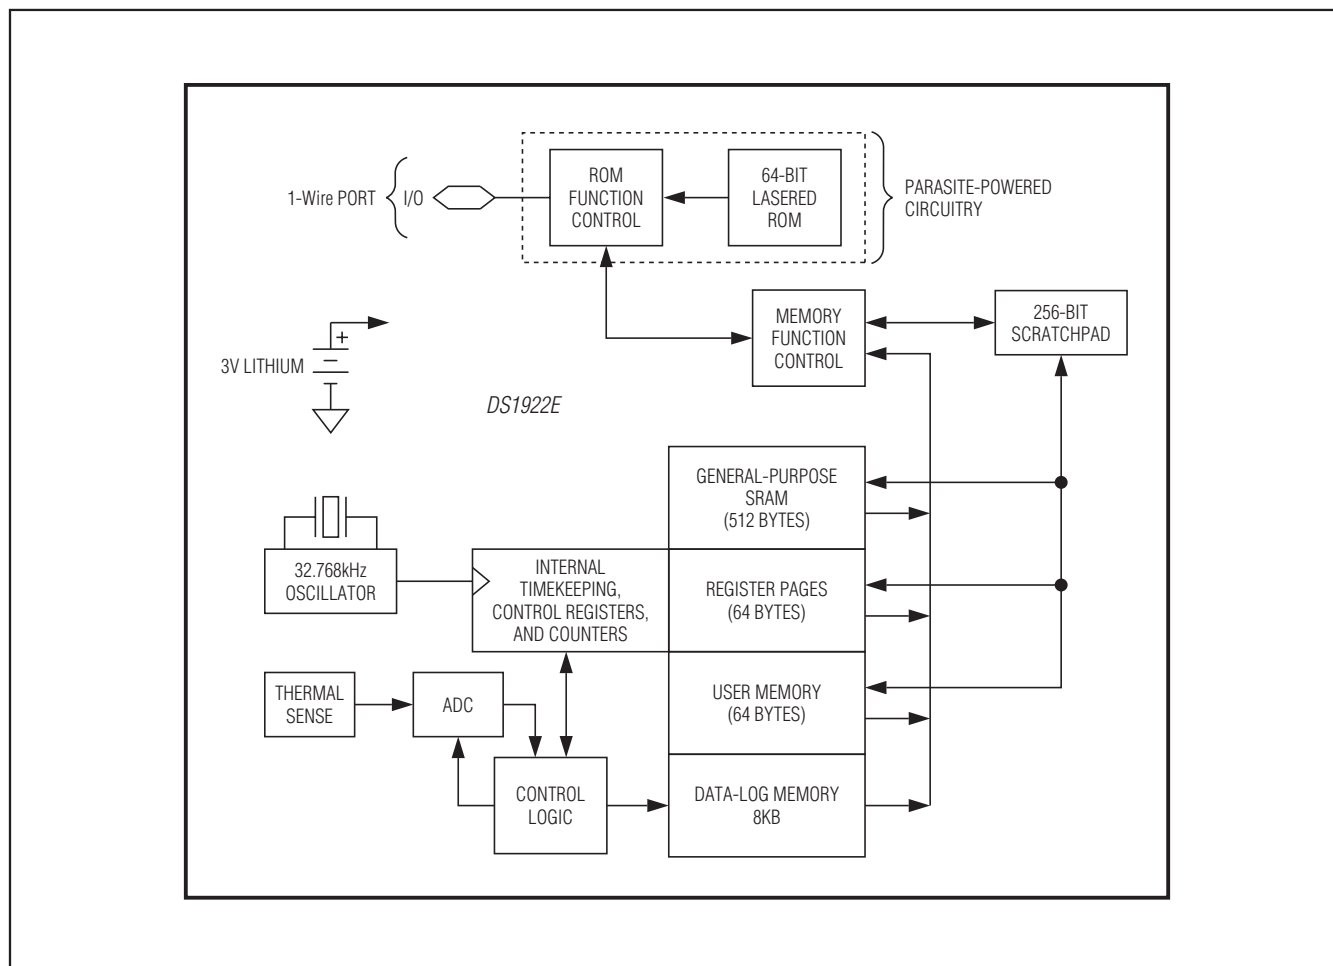 ROM
FUNCTION
CONTROL
64-BIT
LASERED
ROM
PARASITE-POWERED
CIRCUITRY
1-Wire PORT
I/O
MEMORY
FUNCTION
CONTROL
256-BIT
SCRATCHPAD
+
3V LITHIUM
DS1922E
GENERAL-PURPOSE
SRAM
(512 BYTES)
32.768kHz
OSCILLATOR
INTERNAL
TIMEKEEPING,
CONTROL REGISTERS,
AND COUNTERS
REGISTER PAGES
(64 BYTES)
THERMAL
SENSE
ADC
USER MEMORY
(64 BYTES)
CONTROL
LOGIC
DATA-LOG MEMORY
8KB